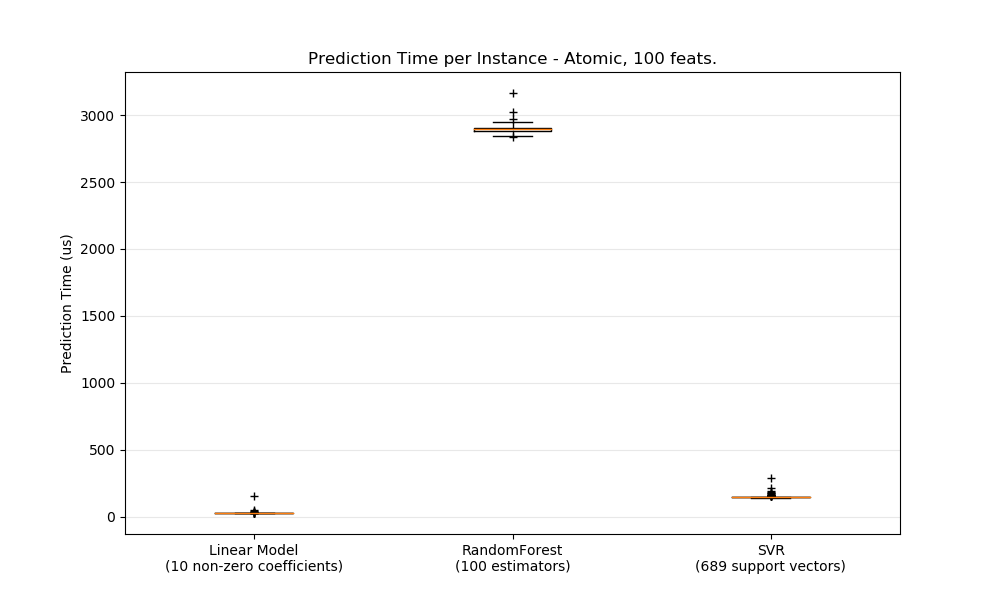 Prediction Time per Instance - Atomic, 100 feats.
Prediction Time (us)
3000
2500
2000
1500
1000
500
0
Linear Model
(10 non-zero coefficients)
RandomForest
(100 estimators)
SVR
(689 support vectors)